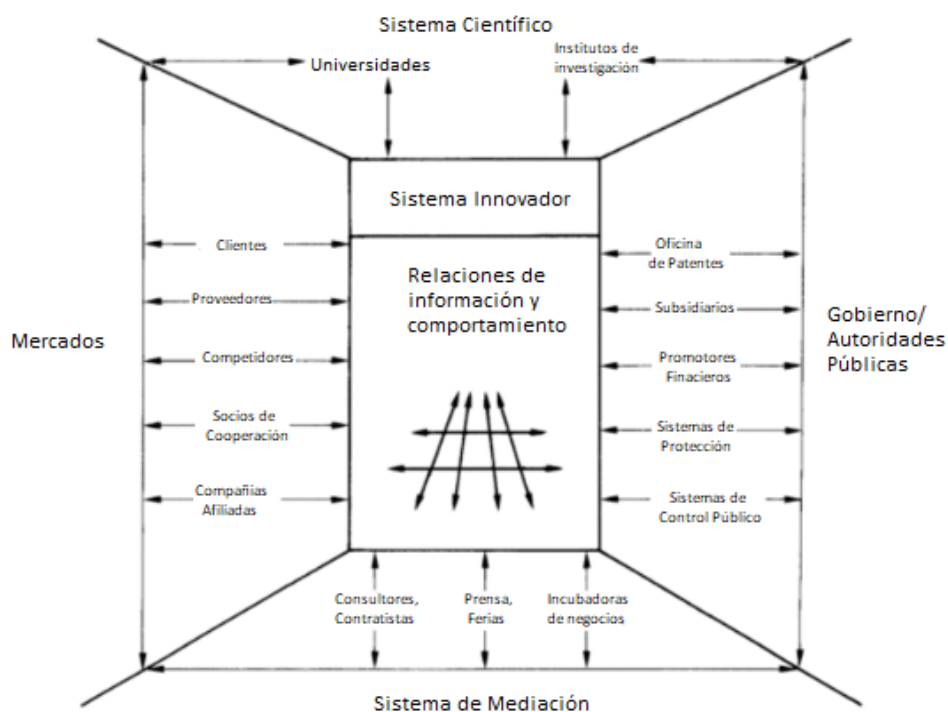 Sistema Científico
Universidades
Institutos de
investigación
Sistema Innovador
Relaciones de
información y
comportamiento
Mercados
Clientes
Proveedores
Competidores
Socios de
Cooperación
Compañias
Afiliadas
Oficina
de Patentes
Subsidiarios
Promotores
Finacieros
Sistemas de
Protección
Sistemas de
Control Público
Gobierno/
Autoridades
Públicas
Consultores,
Contratistas
Prensa,
Ferias
Incubadoras
de negocios
Sistema de Mediación